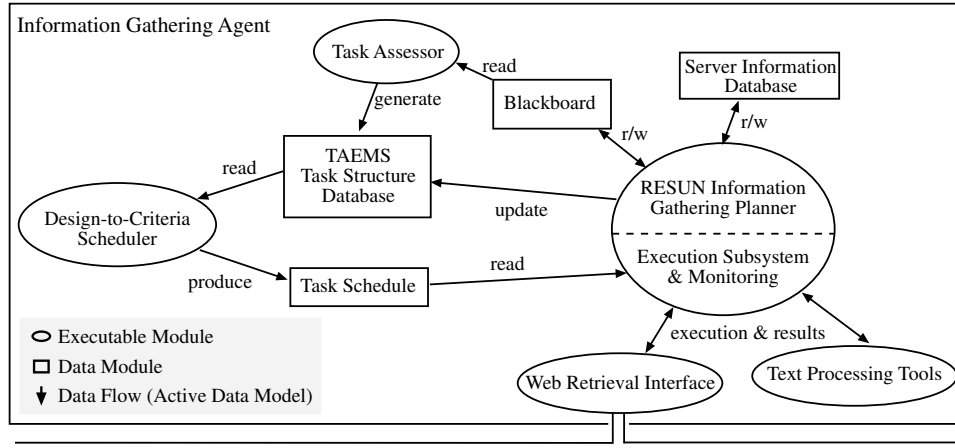 Information Gathering Agent
Task Assessor
read
Server Information
Database
generate
Blackboard
r/w
r/w
TAEMS
Task Structure
Database
read
RESUN Information
Gathering Planner
update
Design-to-Criteria
Scheduler
Execution Subsystem
& Monitoring
produce
Task Schedule
read
execution & results
Executable Module
Data Module
Data Flow (Active Data Model)
Web Retrieval Interface
Text Processing Tools